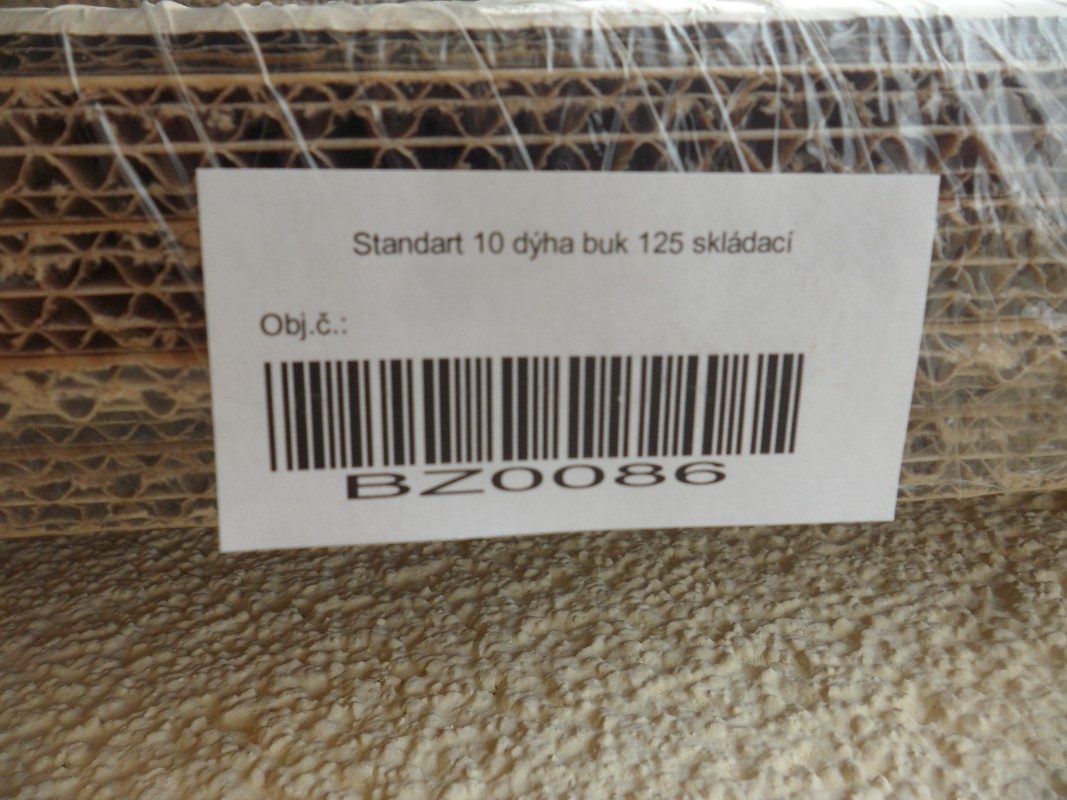 Standart 10 dýha buk 125 skládací
Obj.č.:
BZ0086